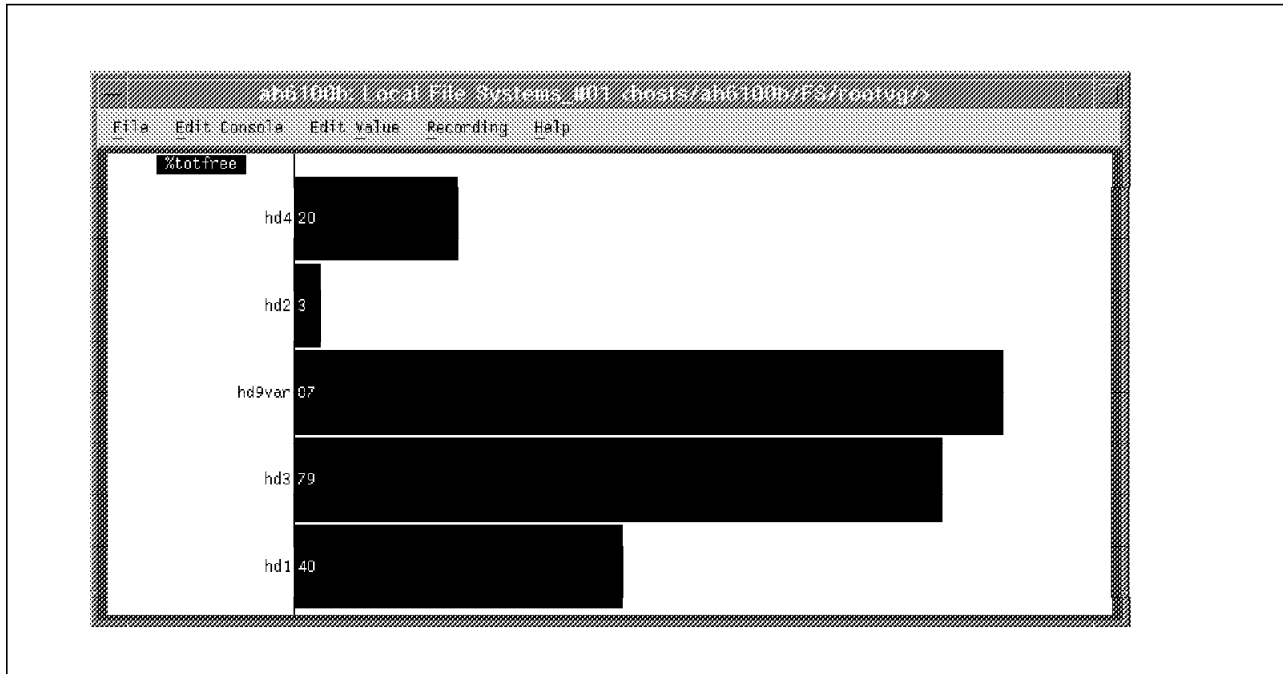 ah6100b: Local File Systems_#01 <hosts/ah6100b/FS/rootvg/>
File Edit Console Edit Value Recording Help
%totfree
hd4 20
hd2 3
hd9var 07
hd3 79
hd1 40